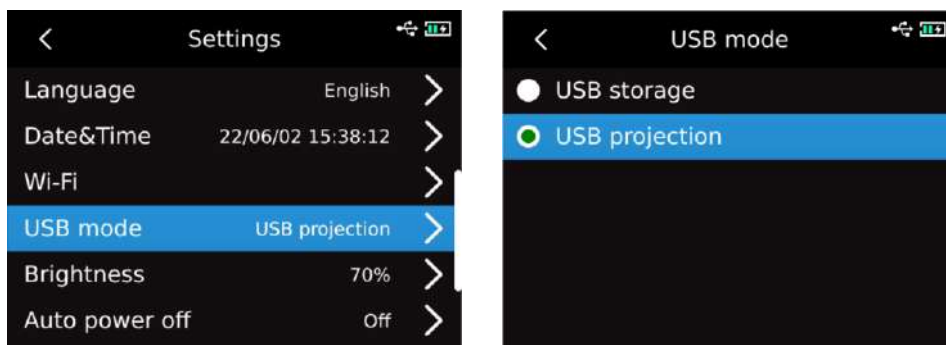 Settings
Language English
Date&Time 22/06/02 15:38:12
Wi-Fi
USB mode USB projection
Brightness 70%
Auto power off Off
USB mode
USB storage
USB projection